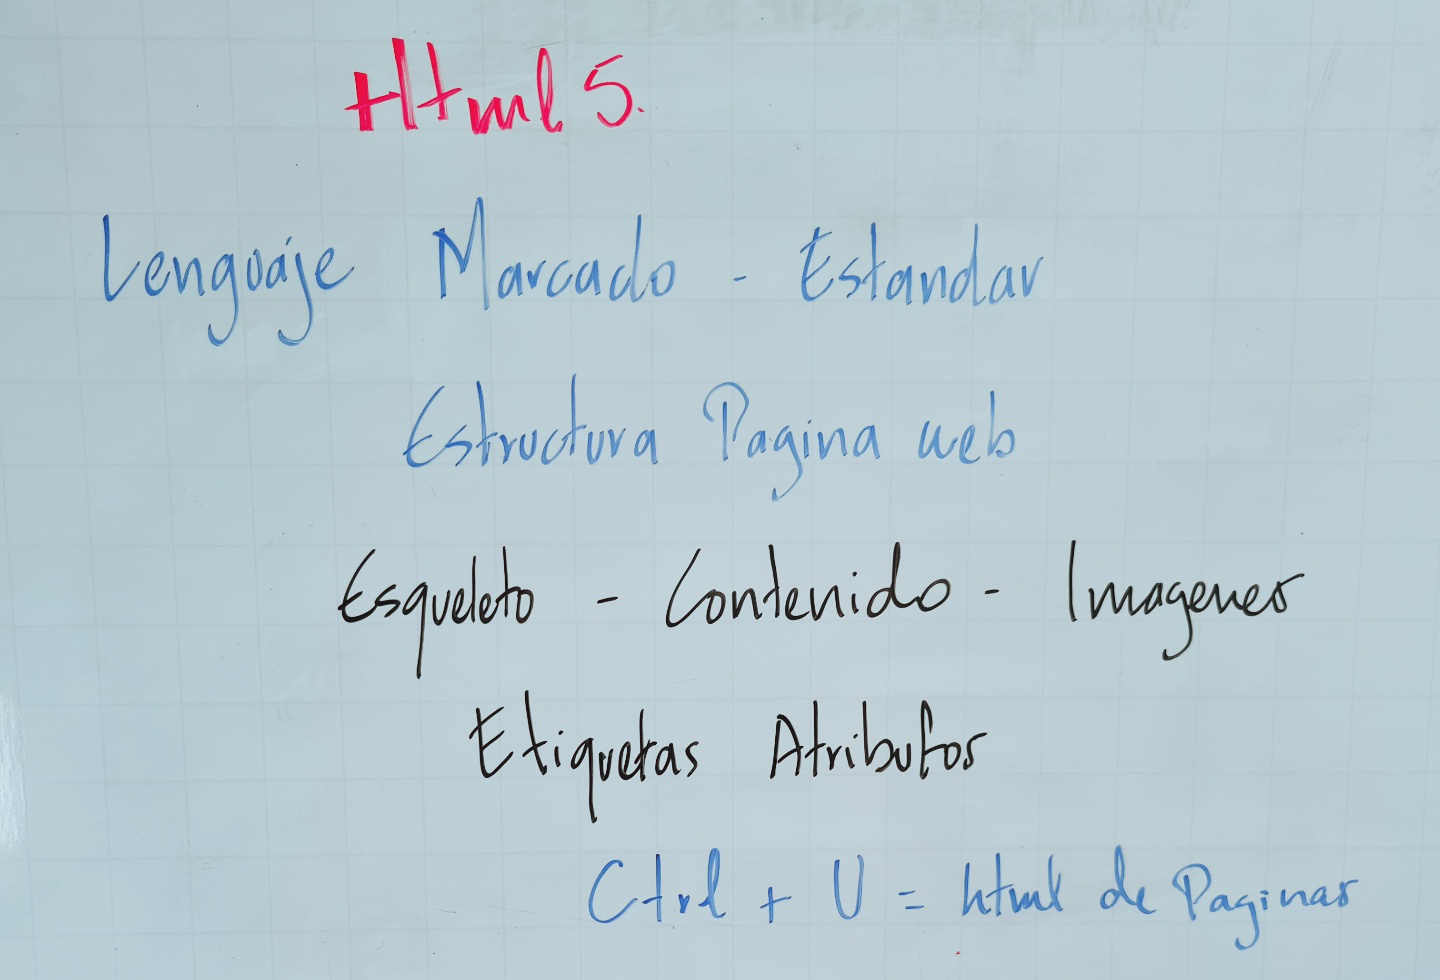 Html 5.
Lenguaje Marcado - Estandar
Estructura Pagina web
Esqueleto - Contenido - Imagenes
Etiquetas Atributos
Ctrl + U = html de Paginas